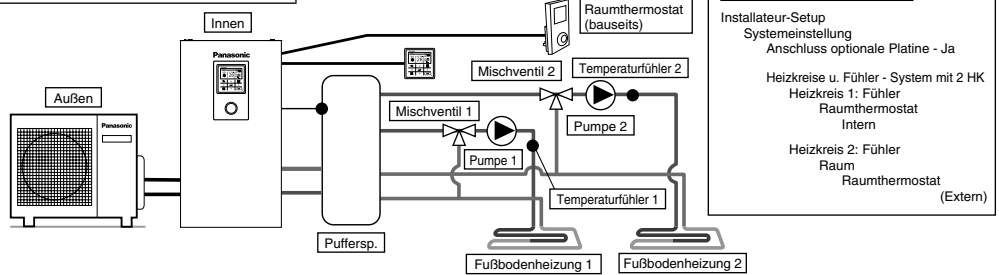 Innen
Raumthermostat
(bauseits)
Panasonic
Außen
Panasonic
Mischventil 2
Temperaturfühler 2
Mischventil 1
Pumpe 2
Pumpe 1
Temperaturfühler 1
Puffersp.
Fußbodenheizung 1
Fußbodenheizung 2
Installateur-Setup
Systemeinstellung
Anschluss optionale Platine - Ja
Heizkreise u. Fühler - System mit 2 HK
Heizkreis 1: Fühler
Raumthermostat
Intern
Heizkreis 2: Fühler
Raum
Raumthermostat
(Extern)